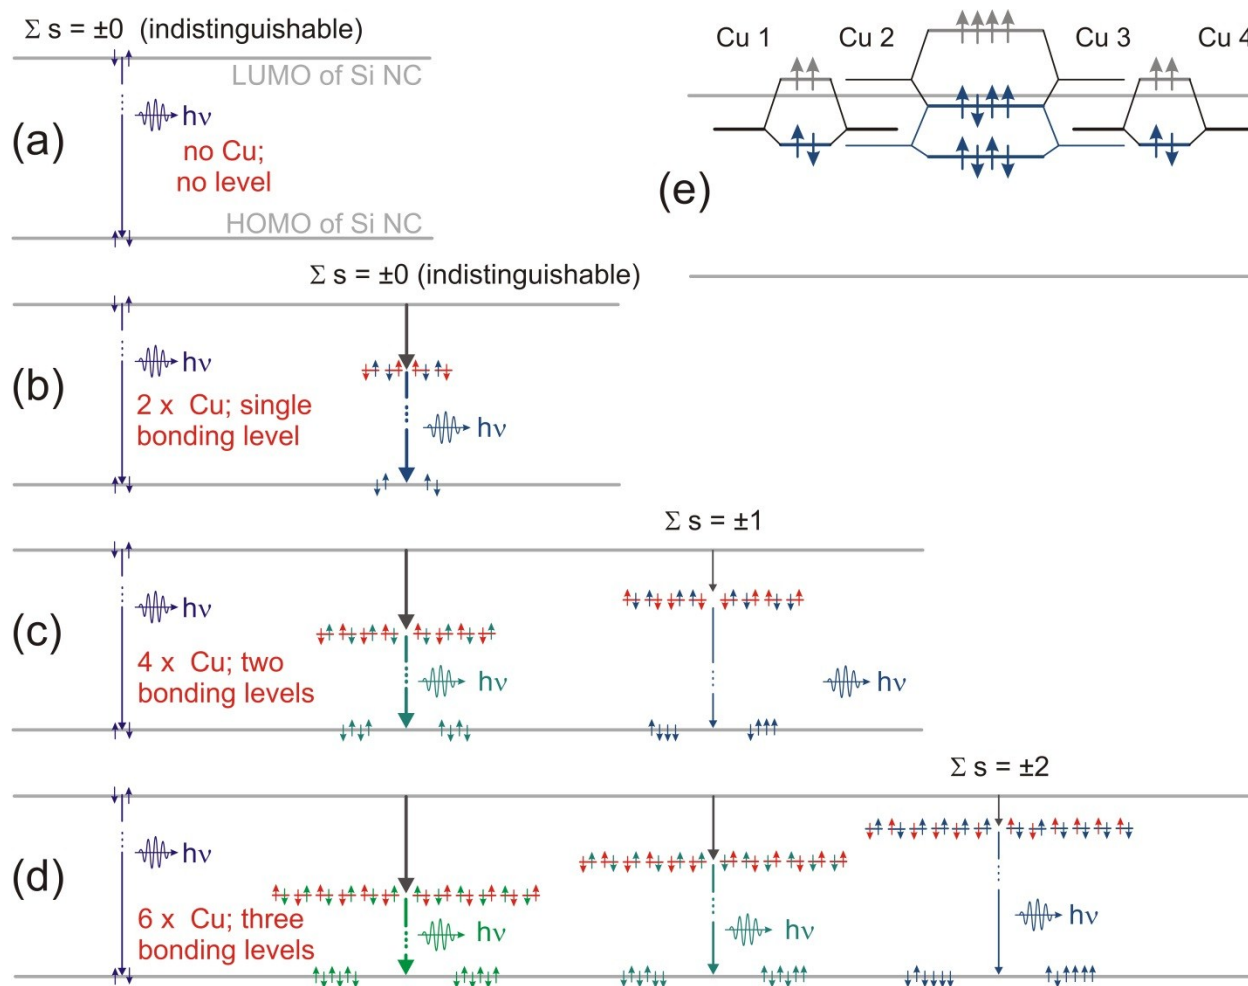 Σ s = ±0 (indistinguishable)
LUMO of Si NC
(a)
hν
no Cu;
no level
HOMO of Si NC
Cu 1
Cu 2
Cu 3
Cu 4
(e)
Σ s = ±0 (indistinguishable)
(b)
hν
2 x Cu; single
bonding level
hν
Σ s = ±1
(c)
hν
4 x Cu; two
bonding levels
hν
hν
Σ s = ±2
(d)
hν
6 x Cu; three
bonding levels
hν
hν
hν